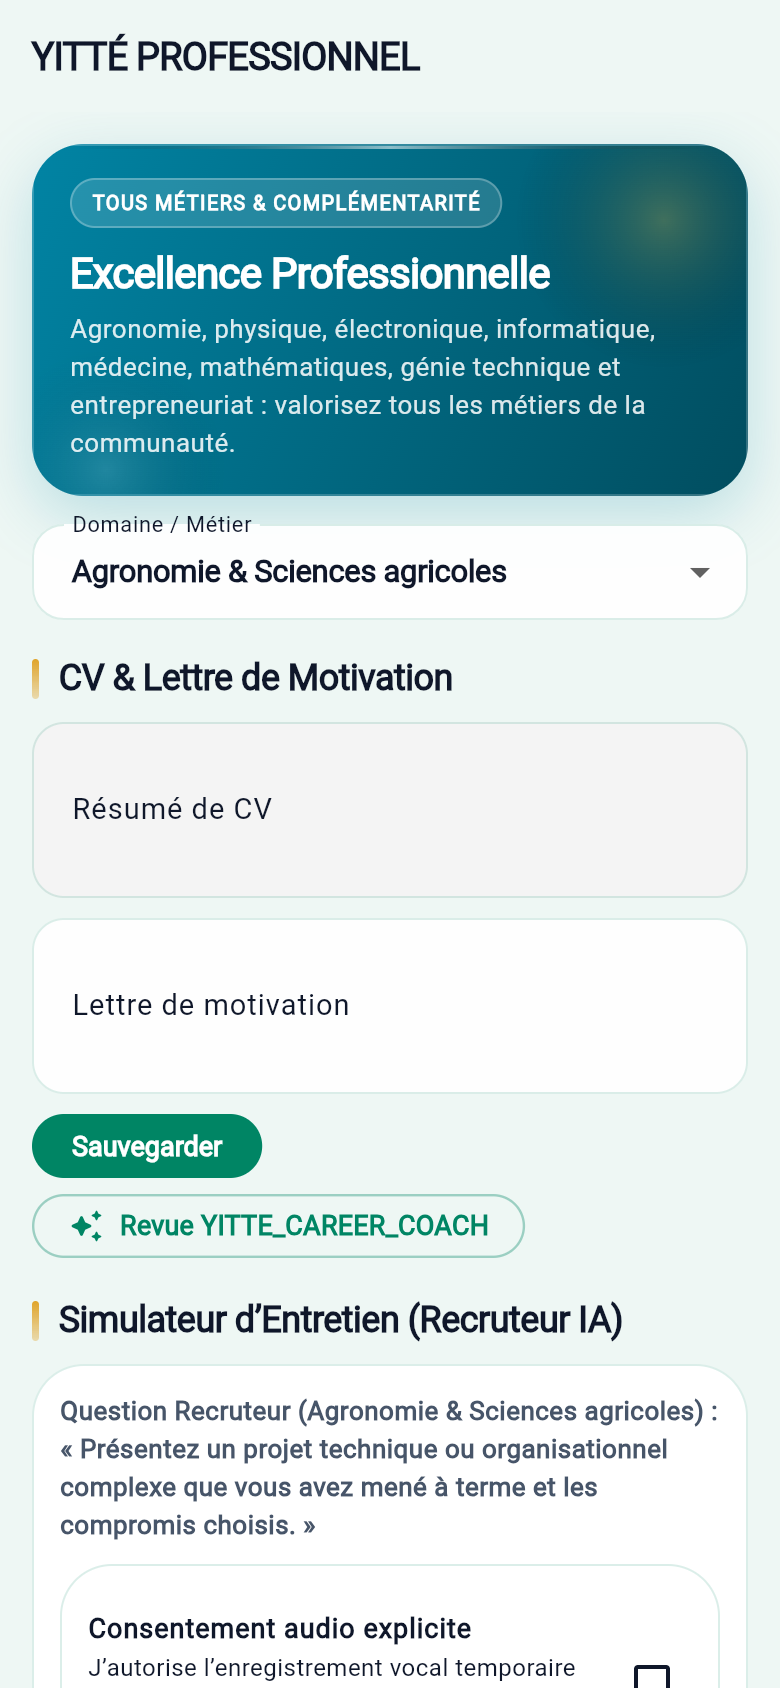 YITTÉ PROFESSIONNEL
TOUS MÉTIERS & COMPLÉMENTARITÉ
Excellence Professionnelle
Agronomie, physique, électronique, informatique,
médecine, mathématiques, génie technique et
entrepreneuriat : valorisez tous les métiers de la
communauté.
Domaine / Métier
Agronomie & Sciences agricoles
CV & Lettre de Motivation
Résumé de CV
Lettre de motivation
Sauvegarder
Revue YITTE_CAREER_COACH
Simulateur d’Entretien (Recruteur IA)
Question Recruteur (Agronomie & Sciences agricoles) :
« Présentez un projet technique ou organisationnel
complexe que vous avez mené à terme et les
compromis choisis. »
Consentement audio explicite
J’autorise l’enregistrement vocal temporaire